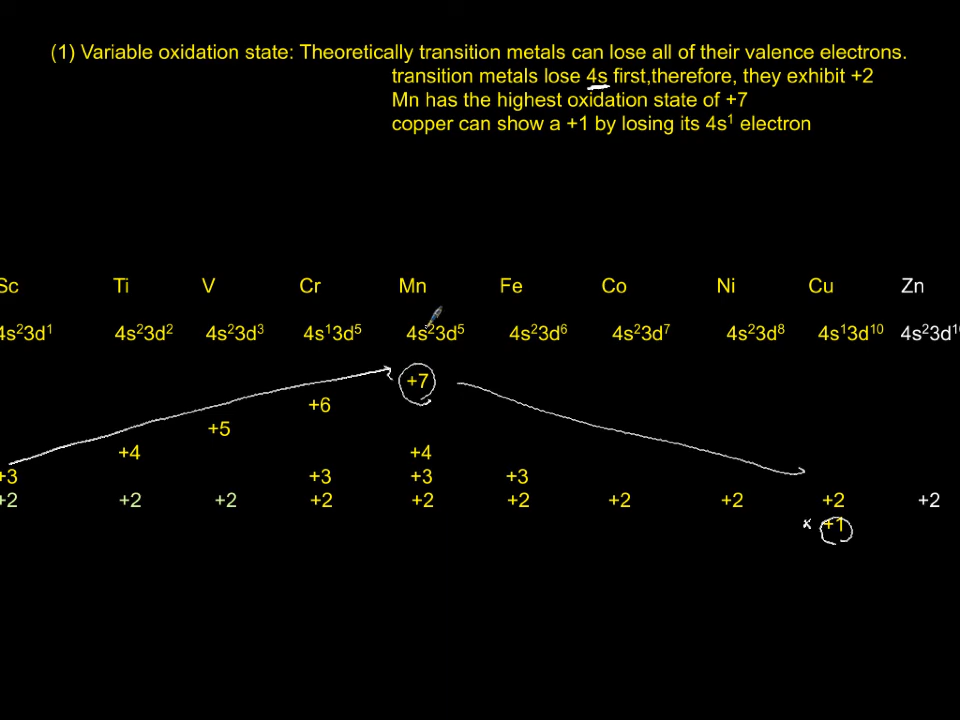 (1) Variable oxidation state: Theoretically transition metals can lose all of their valence electrons.
transition metals lose 4s first,therefore, they exhibit +2
Mn has the highest oxidation state of +7
copper can show a +1 by losing its 4s¹ electron
Sc Ti V Cr Mn Fe Co Ni Cu Zn
4s²3d¹ 4s²3d² 4s²3d³ 4s¹3d⁵ 4s²3d⁵ 4s²3d⁶ 4s²3d⁷ 4s²3d⁸ 4s¹3d¹⁰ 4s²3d¹⁰
+7
+6
+5
+4 +4
+3 +3 +3 +3
+2 +2 +2 +2 +2 +2 +2 +2 +2 +2
+1